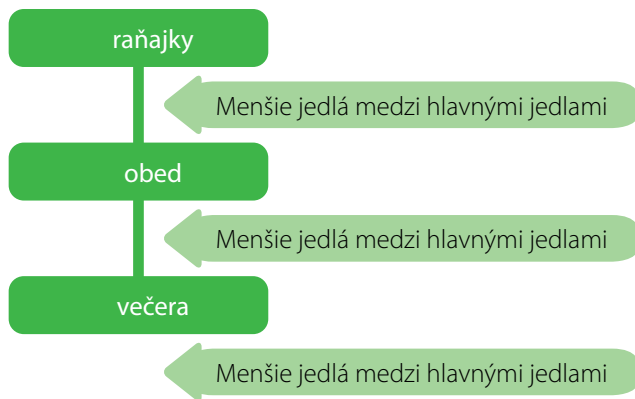 raňajky
Menšie jedlá medzi hlavnými jedlami
obed
Menšie jedlá medzi hlavnými jedlami
večera
Menšie jedlá medzi hlavnými jedlami